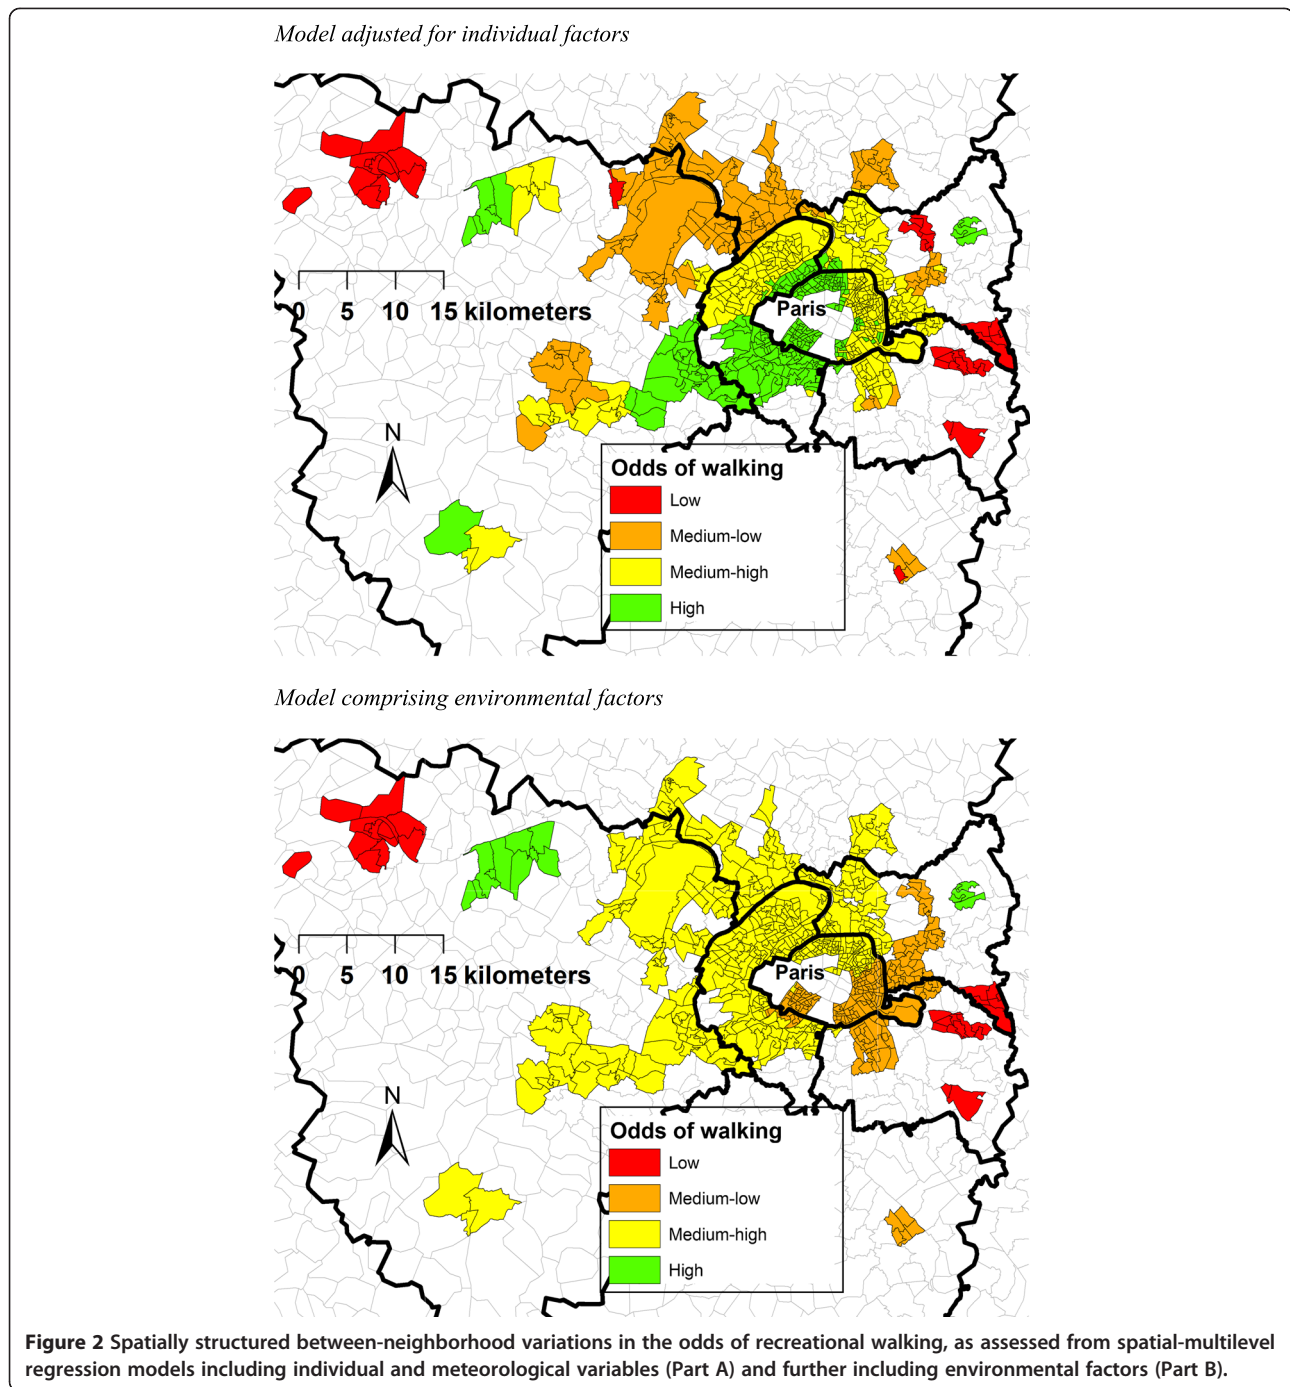 Model adjusted for individual factors
Paris
0 5 10 15 kilometers
N
Odds of walking
Low
Medium-low
Medium-high
High
Model comprising environmental factors
Paris
0 5 10 15 kilometers
N
Odds of walking
Low
Medium-low
Medium-high
High
Figure 2 Spatially structured between-neighborhood variations in the odds of recreational walking, as assessed from spatial-multilevel
regression models including individual and meteorological variables (Part A) and further including environmental factors (Part B).